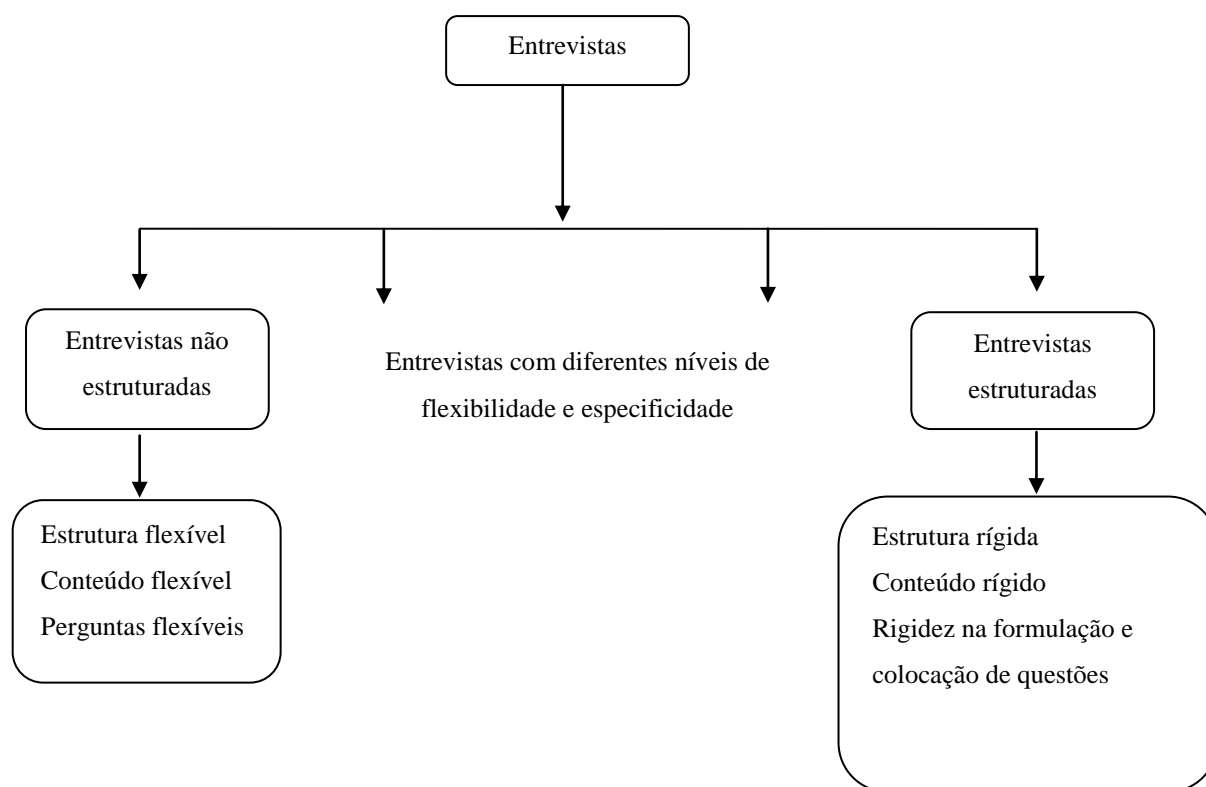 Entrevistas
Entrevistas não
estruturadas
Entrevistas com diferentes níveis de
flexibilidade e especificidade
Entrevistas
estruturadas
Estrutura flexível
Conteúdo flexível
Perguntas flexíveis
Estrutura rígida
Conteúdo rígido
Rigidez na formulação e
colocação de questões